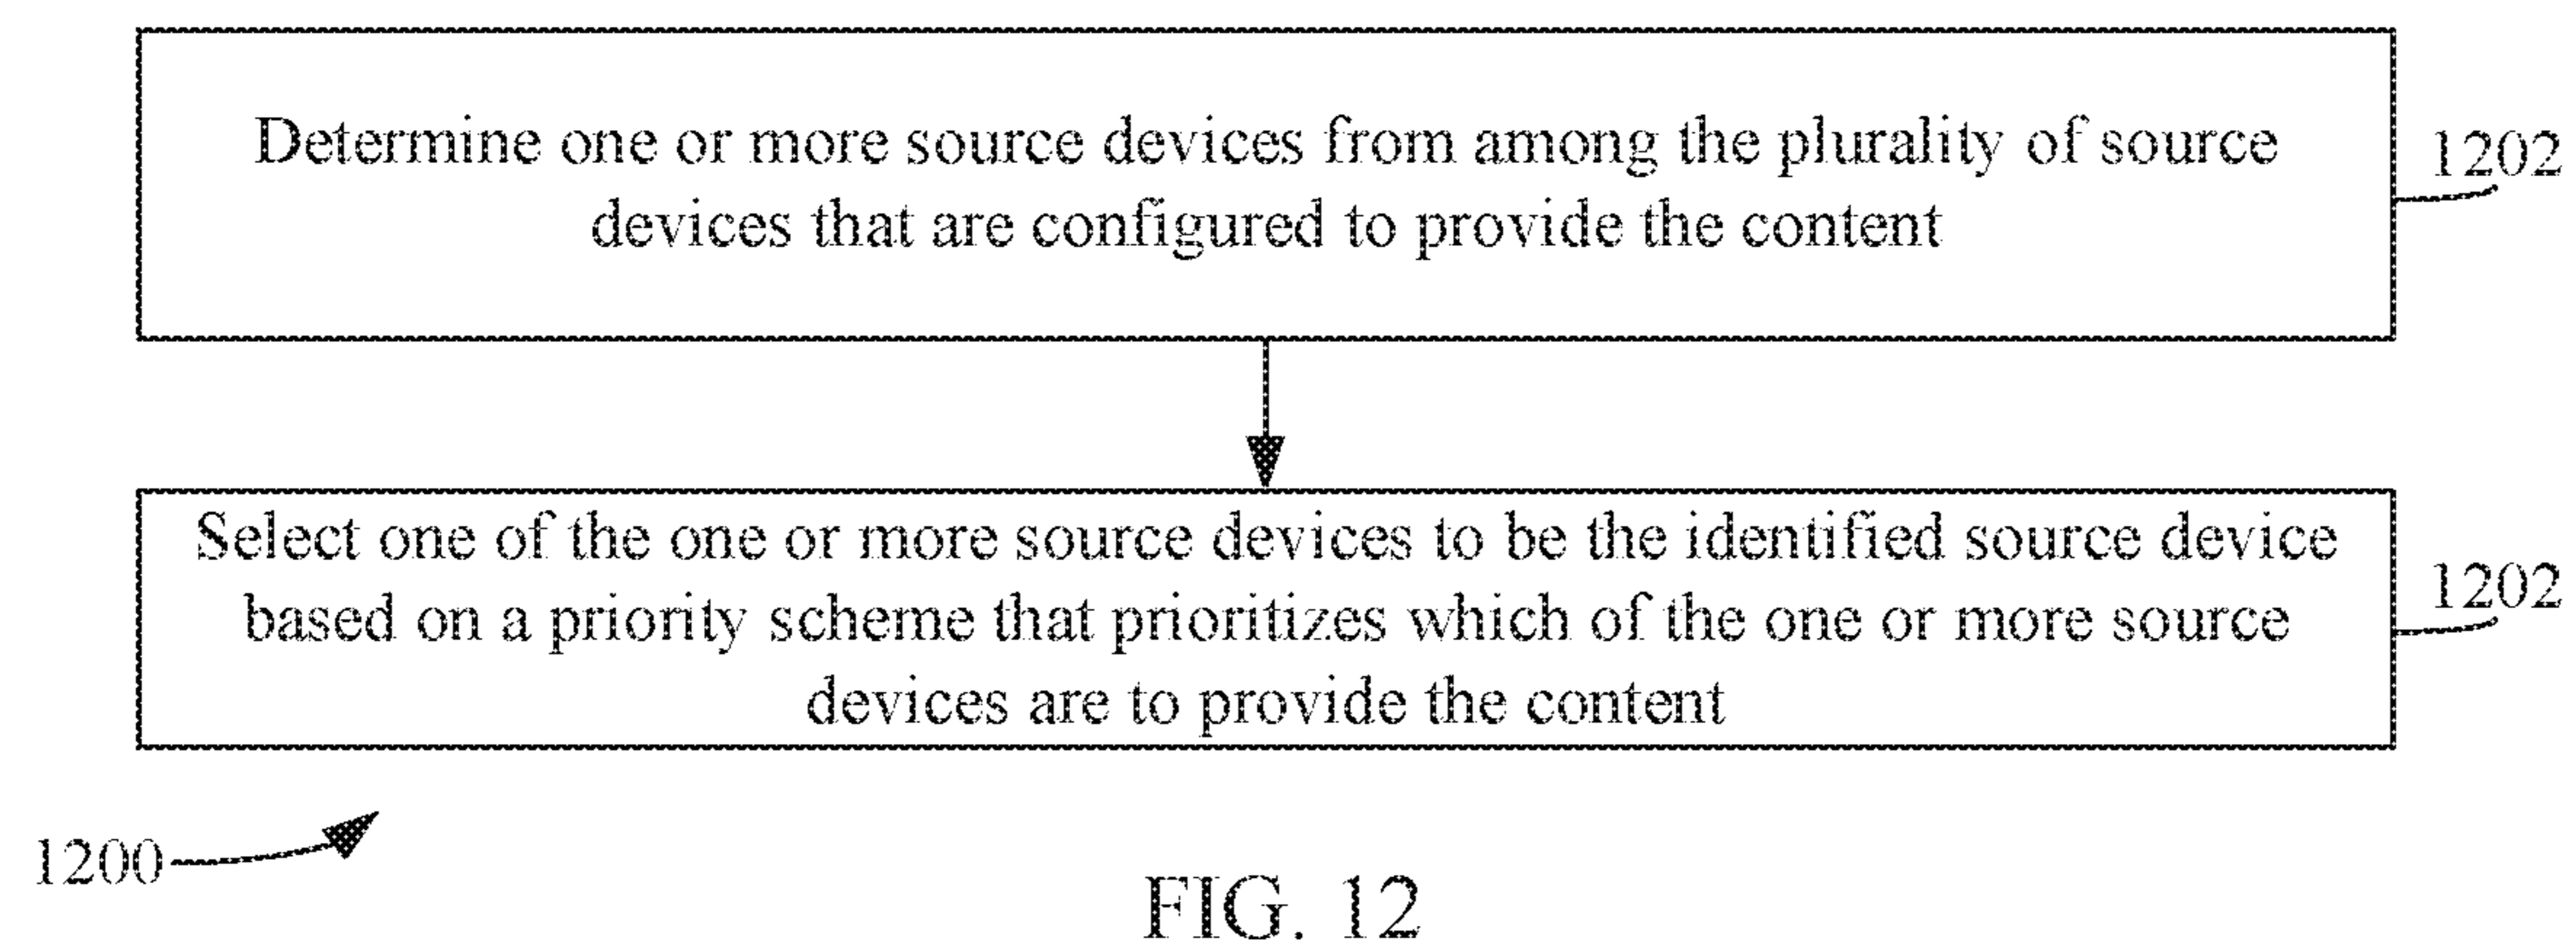 Determine one or more source devices from among the plurality of source
devices that are configured to provide the content
1202
Select one of the one or more source devices to be the identified source device
based on a priority scheme that prioritizes which of the one or more source
devices are to provide the content
1202
1200
FIG. 12